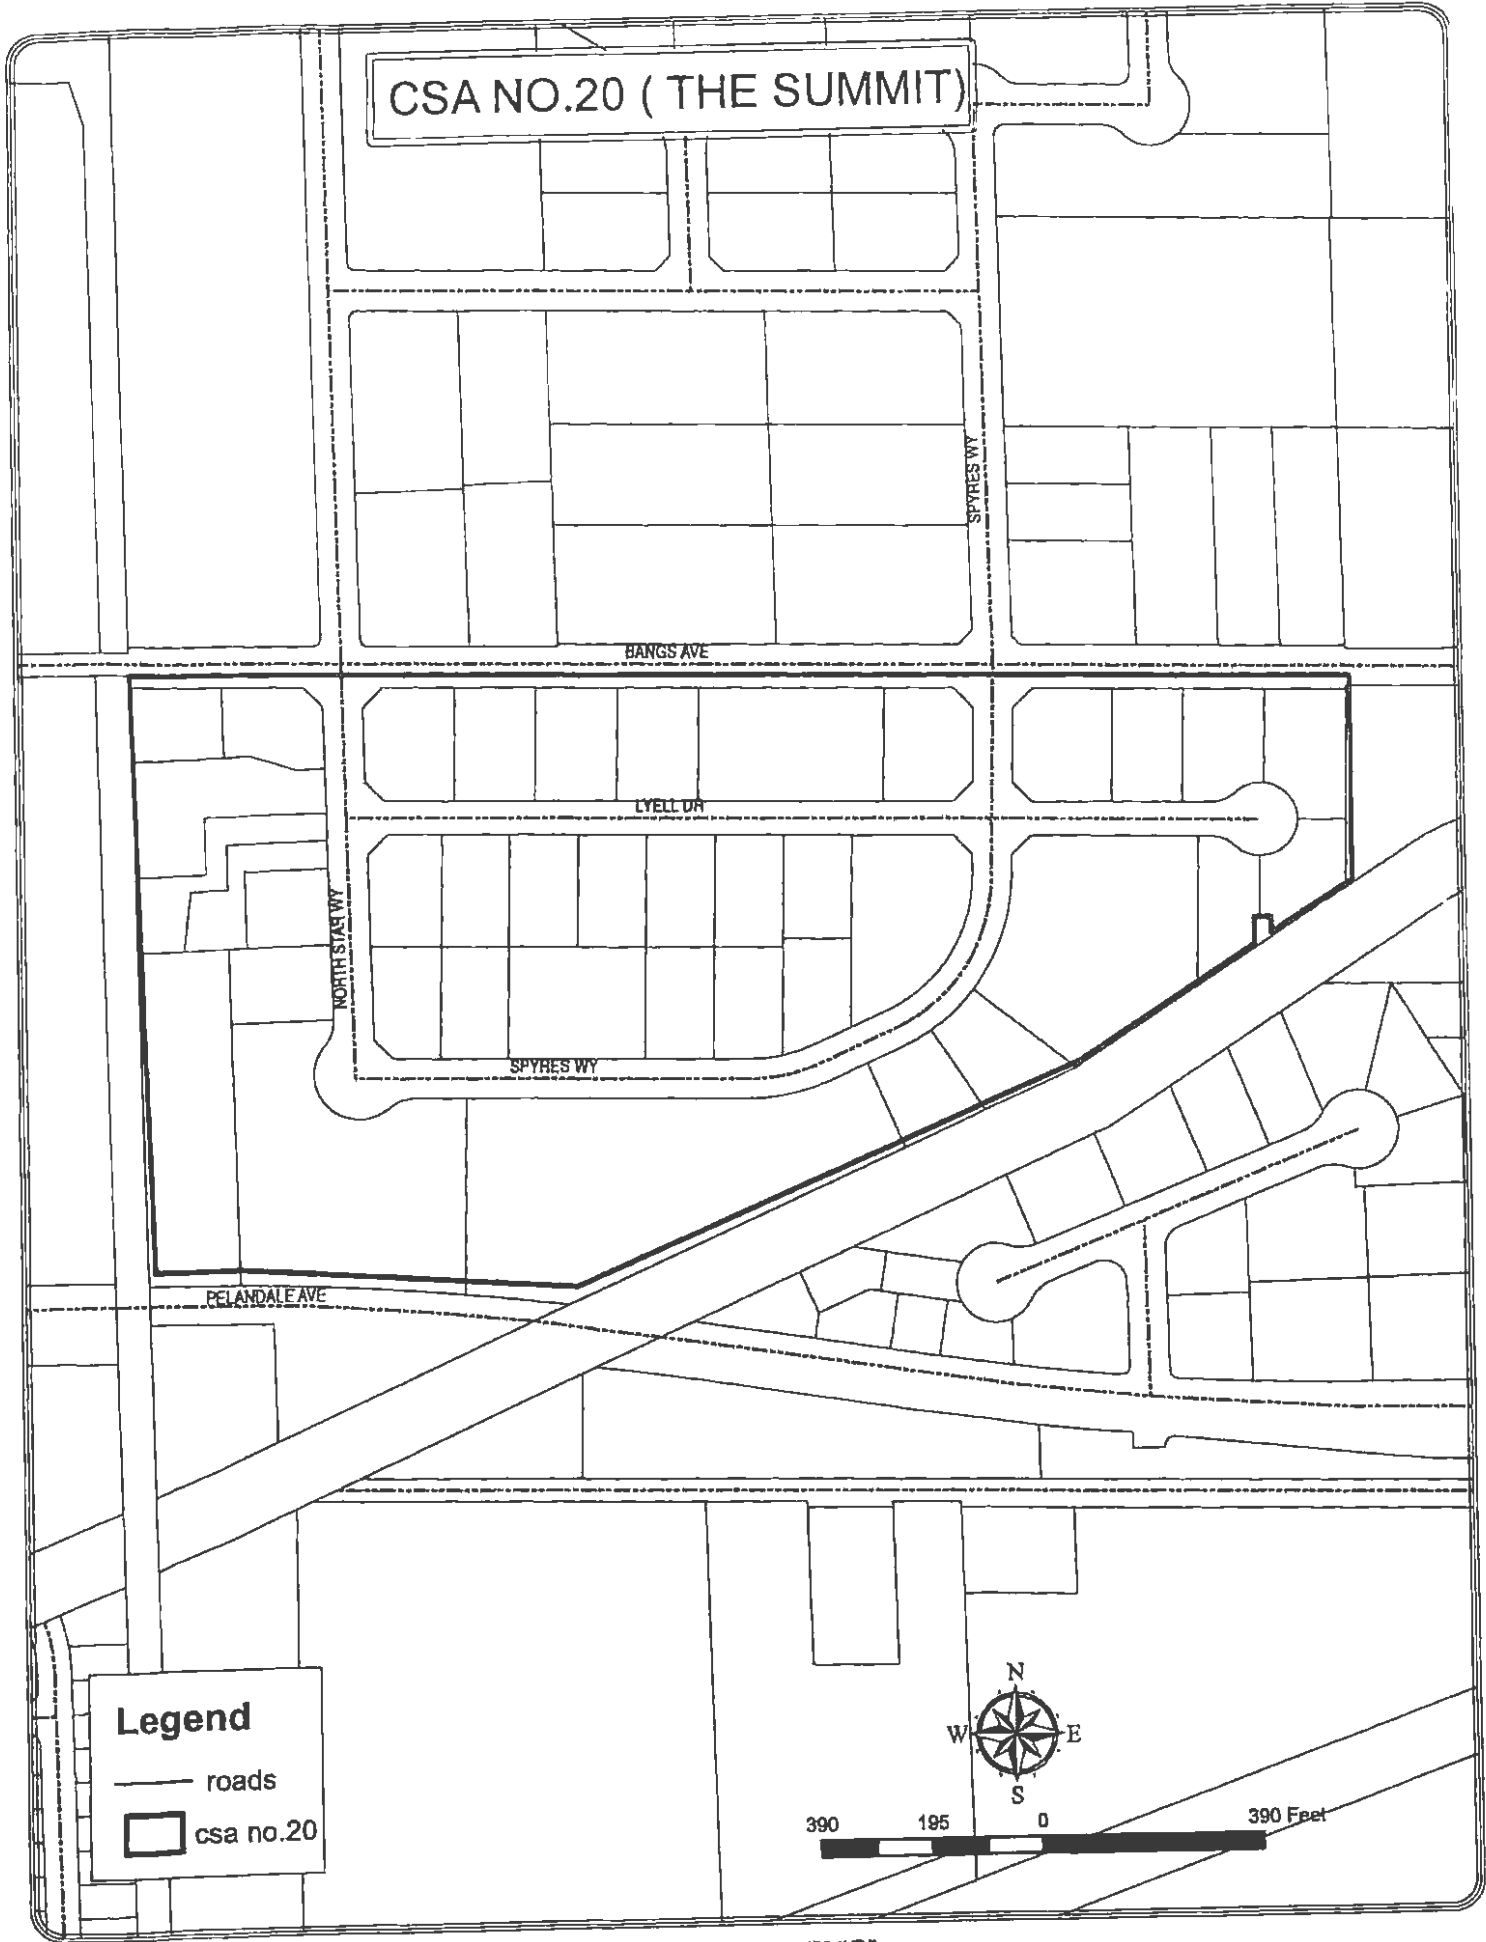 CSA NO.20 ( THE SUMMIT)
SPYRES WY
BANGS AVE
LYELL DR
NORTH STAR WY
SPYRES WY
PELANDALE AVE
Legend
roads
csa no.20
N
W E
S
390 195 0 390 Feet